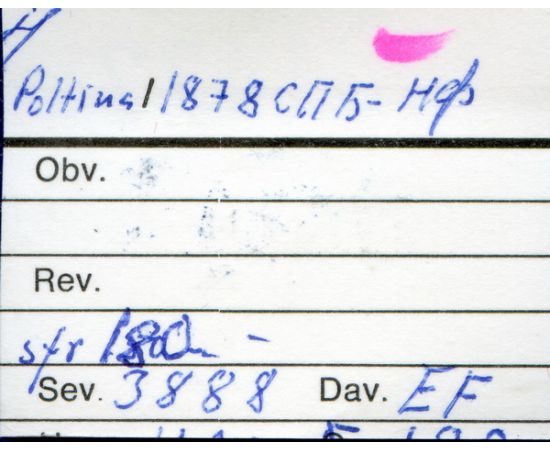 Poltina 1878 СПБ-НФ
Obv.
Rev.
sfr 180.-
Sev. 3888 Dav. EF